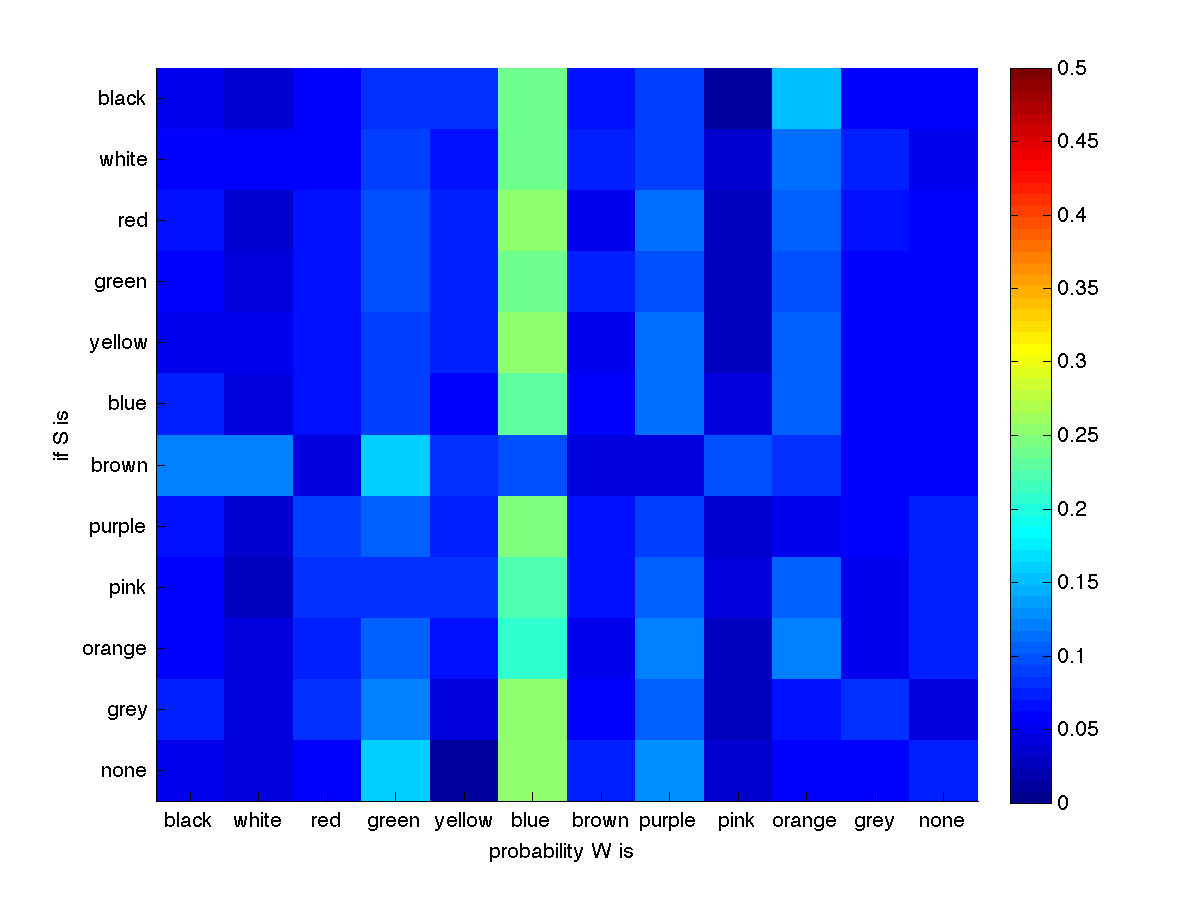 black
white
red
green
yellow
blue
brown
purple
pink
orange
grey
none
if S is
black white red green yellow blue brown purple pink orange grey none
probability W is
0.5
0.45
0.4
0.35
0.3
0.25
0.2
0.15
0.1
0.05
0